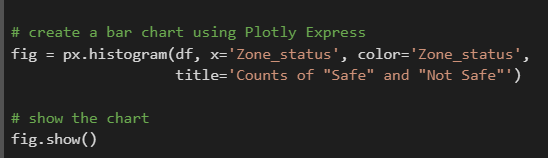 # create a bar chart using Plotly Express
fig = px.histogram(df, x='Zone_status', color='Zone_status',
                   title='Counts of "Safe" and "Not Safe"')
# show the chart
fig.show()